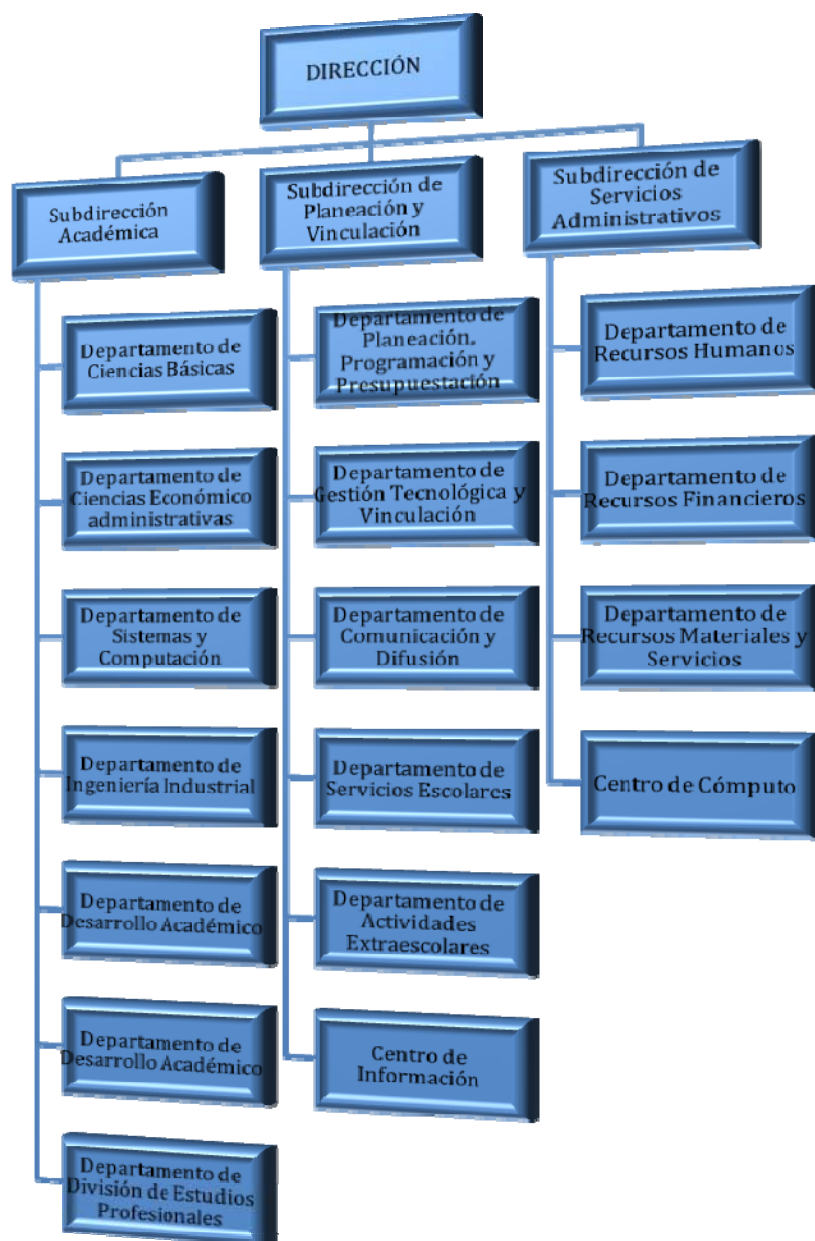 DIRECCIÓN
Subdirección
Académica
Subdirección de
Planeación y
Vinculación
Subdirección de
Servicios
Administrativos
Departamento de
Ciencias Básicas
Departamento de
Ciencias Económico
administrativas
Departamento de
Sistemas y
Computación
Departamento de
Ingeniería Industrial
Departamento de
Desarrollo Académico
Departamento de
Desarrollo Académico
Departamento de
División de Estudios
Profesionales
Departamento de
Planeación,
Programación y
Presupuestación
Departamento de
Gestión Tecnológica y
Vinculación
Departamento de
Comunicación y
Difusión
Departamento de
Servicios Escolares
Departamento de
Actividades
Extraescolares
Centro de
Información
Departamento de
Recursos Humanos
Departamento de
Recursos Financieros
Departamento de
Recursos Materiales y
Servicios
Centro de Cómputo